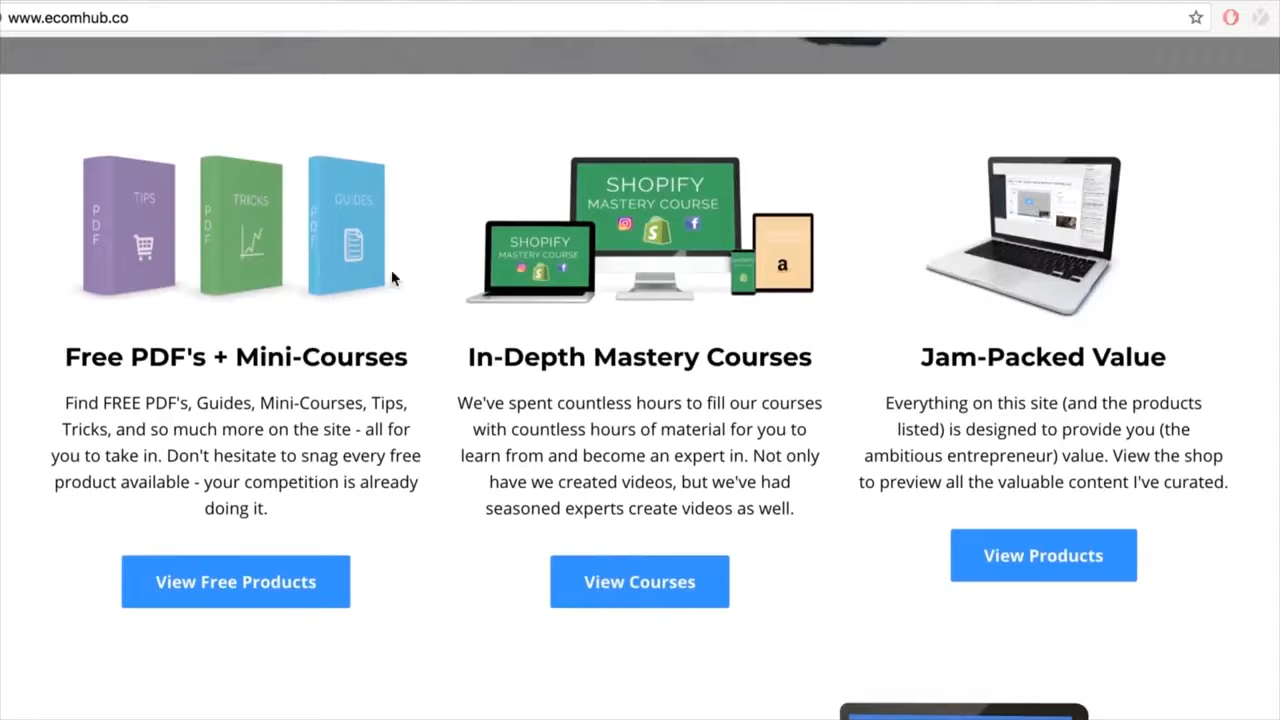 www.ecomhub.co
PDF
TIPS
PDF
TRICKS
PDF
GUIDES
SHOPIFY
MASTERY COURSE
SHOPIFY
MASTERY COURSE
a
Free PDF's + Mini-Courses
Find FREE PDF's, Guides, Mini-Courses, Tips,
Tricks, and so much more on the site - all for
you to take in. Don't hesitate to snag every free
product available - your competition is already
doing it.
View Free Products
In-Depth Mastery Courses
We've spent countless hours to fill our courses
with countless hours of material for you to
learn from and become an expert in. Not only
have we created videos, but we've had
seasoned experts create videos as well.
View Courses
Jam-Packed Value
Everything on this site (and the products
listed) is designed to provide you (the
ambitious entrepreneur) value. View the shop
to preview all the valuable content I've curated.
View Products